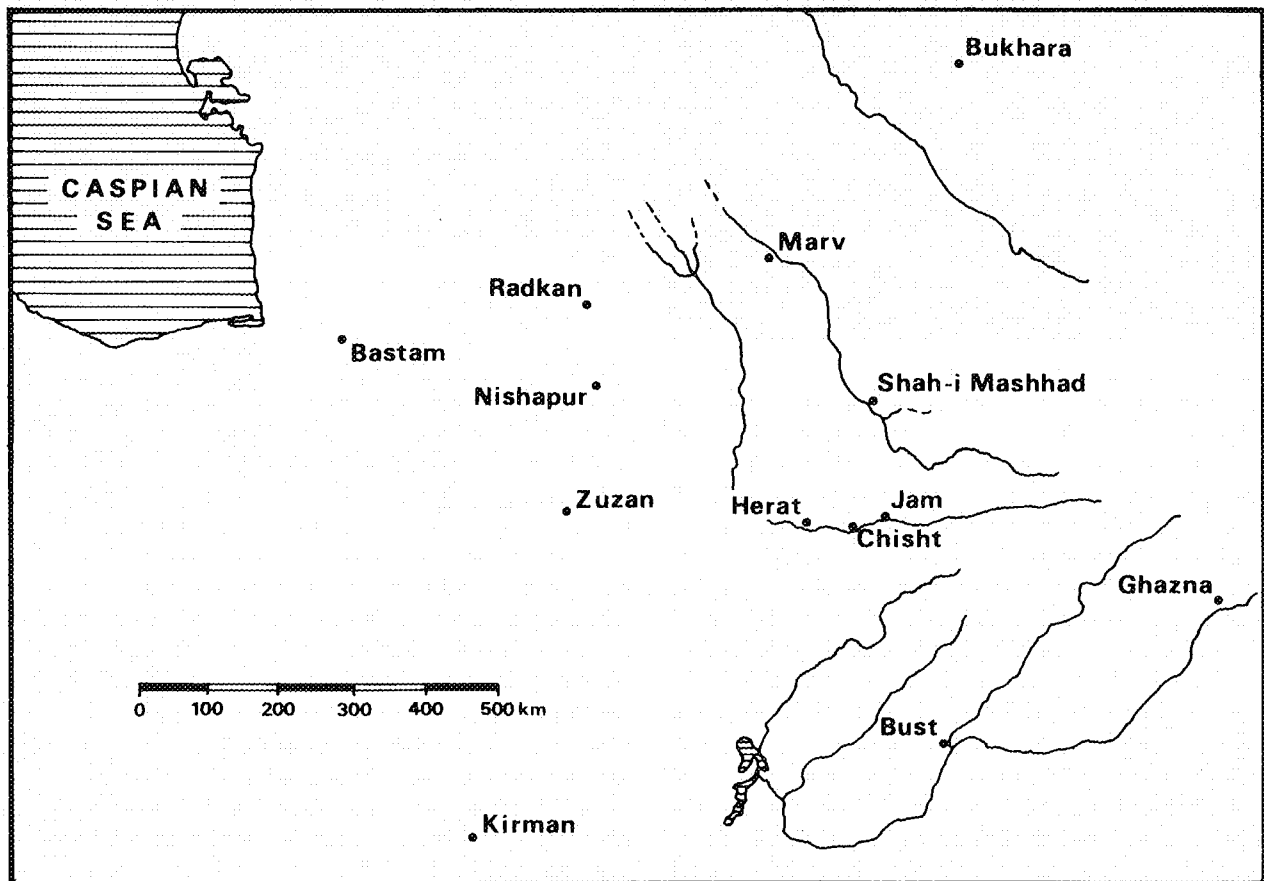 Bukhara
CASPIAN
SEA
Marv
Radkan
Bastam
Shah-i Mashhad
Nishapur
Zuzan
Herat
Jam
Chisht
Ghazna
0 100 200 300 400 500 km
Bust
Kirman